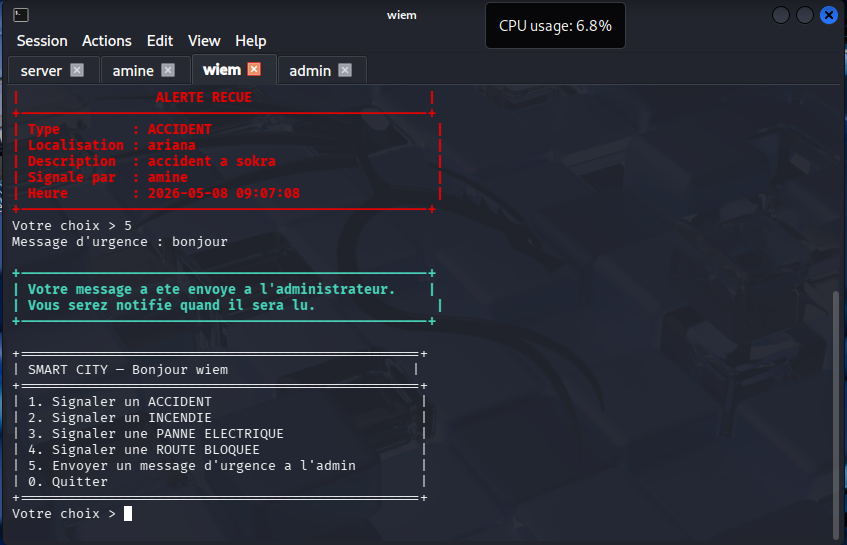 wiem
CPU usage: 6.8%
Session Actions Edit View Help
server amine wiem admin
| ALERTE RECUE |
| Type : ACCIDENT |
| Localisation : ariana |
| Description : accident a sokra |
| Signale par : amine |
| Heure : 2026-05-08 09:07:08 |
Votre choix > 5
Message d'urgence : bonjour
| Votre message a ete envoye a l'administrateur. |
| Vous serez notifie quand il sera lu. |
| SMART CITY — Bonjour wiem |
| 1. Signaler un ACCIDENT |
| 2. Signaler un INCENDIE |
| 3. Signaler une PANNE ELECTRIQUE |
| 4. Signaler une ROUTE BLOQUEE |
| 5. Envoyer un message d'urgence a l'admin |
| 0. Quitter |
Votre choix >